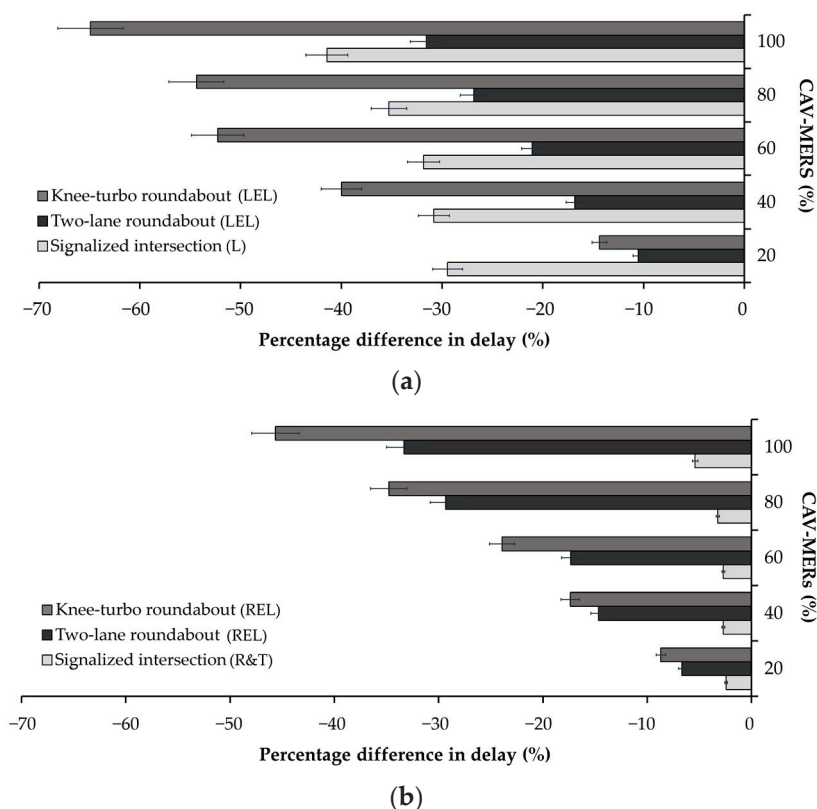 100
80
60
40
20
CAV-MERS (%)
Knee-turbo roundabout (LEL)
Two-lane roundabout (LEL)
Signalized intersection (L)
−70 −60 −50 −40 −30 −20 −10 0
Percentage difference in delay (%)
(a)
100
80
60
40
20
CAV-MERs (%)
Knee-turbo roundabout (REL)
Two-lane roundabout (REL)
Signalized intersection (R&T)
−70 −60 −50 −40 −30 −20 −10 0
Percentage difference in delay (%)
(b)